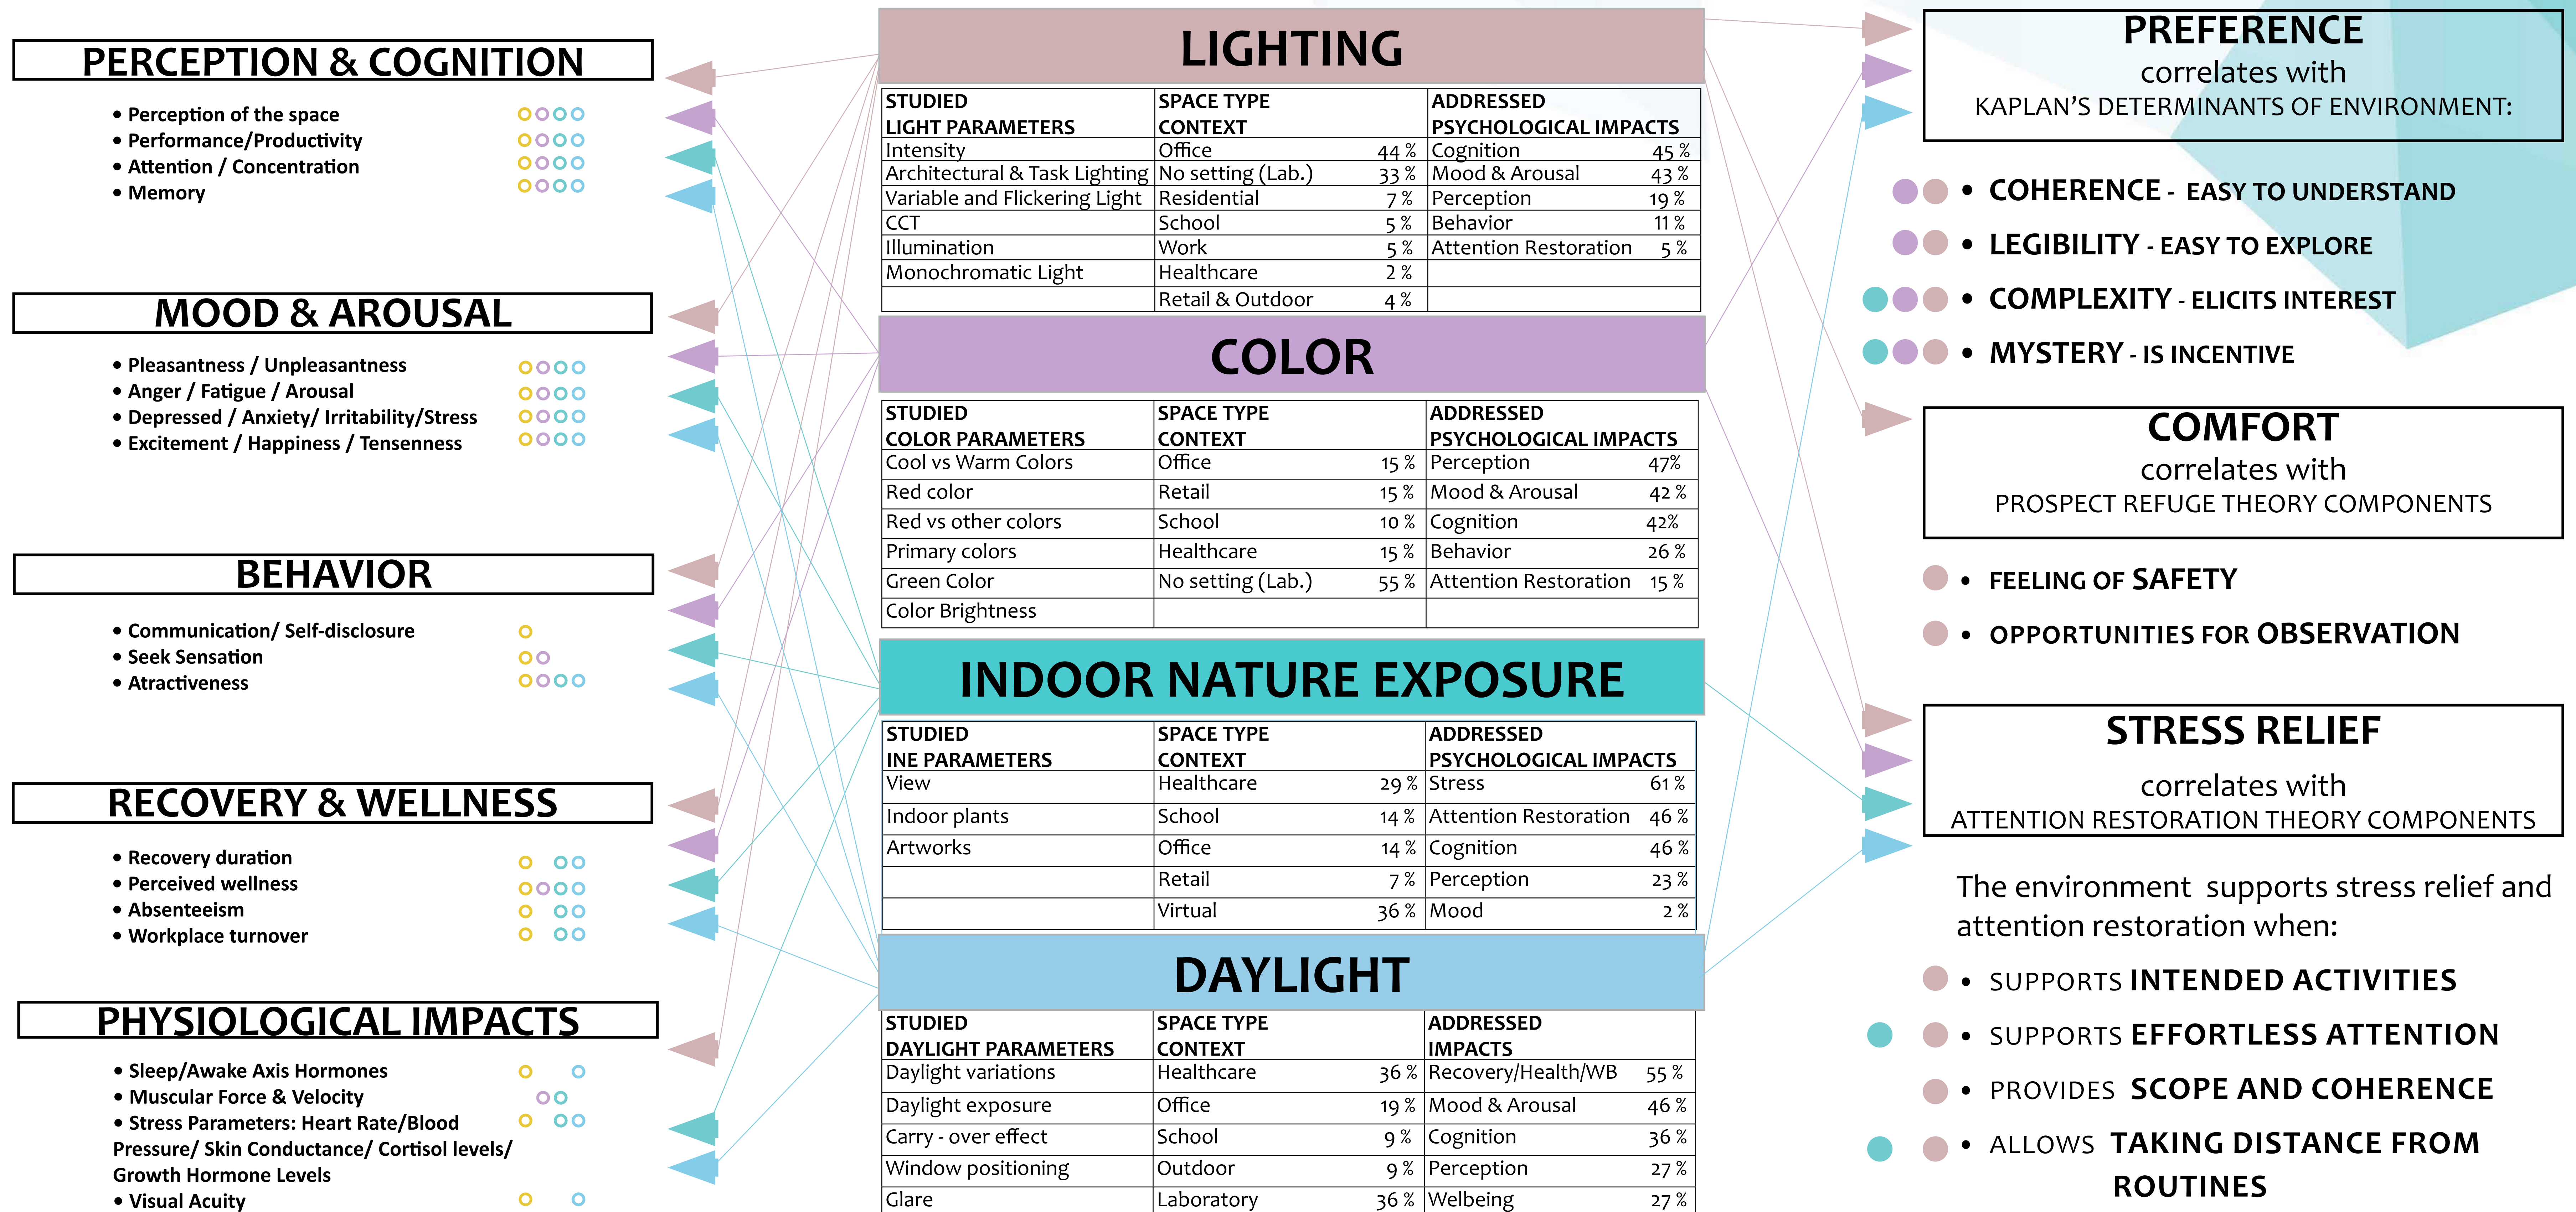 PERCEPTION & COGNITION
• Perception of the space
• Performance/Productivity
• Attention / Concentration
• Memory
MOOD & AROUSAL
• Pleasantness / Unpleasantness
• Anger / Fatigue / Arousal
• Depressed / Anxiety/ Irritability/Stress
• Excitement / Happiness / Tensenness
BEHAVIOR
• Communication/ Self-disclosure
• Seek Sensation
• Atractiveness
RECOVERY & WELLNESS
• Recovery duration
• Perceived wellness
• Absenteeism
• Workplace turnover
PHYSIOLOGICAL IMPACTS
• Sleep/Awake Axis Hormones
• Muscular Force & Velocity
• Stress Parameters: Heart Rate/Blood
Pressure/ Skin Conductance/ Cortisol levels/
Growth Hormone Levels
• Visual Acuity
LIGHTING
STUDIED SPACE TYPE ADDRESSED
LIGHT PARAMETERS CONTEXT PSYCHOLOGICAL IMPACTS
Intensity Office 44 % Cognition 45 %
Architectural & Task Lighting No setting (Lab.) 33 % Mood & Arousal 43 %
Variable and Flickering Light Residential 7 % Perception 19 %
CCT School 5 % Behavior 11 %
Illumination Work 5 % Attention Restoration 5 %
Monochromatic Light Healthcare 2 %
Retail & Outdoor 4 %
COLOR
STUDIED SPACE TYPE ADDRESSED
COLOR PARAMETERS CONTEXT PSYCHOLOGICAL IMPACTS
Cool vs Warm Colors Office 15 % Perception 47%
Red color Retail 15 % Mood & Arousal 42 %
Red vs other colors School 10 % Cognition 42%
Primary colors Healthcare 15 % Behavior 26 %
Green Color No setting (Lab.) 55 % Attention Restoration 15 %
Color Brightness
INDOOR NATURE EXPOSURE
STUDIED SPACE TYPE ADDRESSED
INE PARAMETERS CONTEXT PSYCHOLOGICAL IMPACTS
View Healthcare 29 % Stress 61 %
Indoor plants School 14 % Attention Restoration 46 %
Artworks Office 14 % Cognition 46 %
Retail 7 % Perception 23 %
Virtual 36 % Mood 2 %
DAYLIGHT
STUDIED SPACE TYPE ADDRESSED
DAYLIGHT PARAMETERS CONTEXT IMPACTS
Daylight variations Healthcare 36 % Recovery/Health/WB 55 %
Daylight exposure Office 19 % Mood & Arousal 46 %
Carry - over effect School 9 % Cognition 36 %
Window positioning Outdoor 9 % Perception 27 %
Glare Laboratory 36 % Welbeing 27 %
PREFERENCE
correlates with
KAPLAN'S DETERMINANTS OF ENVIRONMENT:
• COHERENCE - EASY TO UNDERSTAND
• LEGIBILITY - EASY TO EXPLORE
• COMPLEXITY - ELICITS INTEREST
• MYSTERY - IS INCENTIVE
COMFORT
correlates with
PROSPECT REFUGE THEORY COMPONENTS
• FEELING OF SAFETY
• OPPORTUNITIES FOR OBSERVATION
STRESS RELIEF
correlates with
ATTENTION RESTORATION THEORY COMPONENTS
The environment supports stress relief and
attention restoration when:
• SUPPORTS INTENDED ACTIVITIES
• SUPPORTS EFFORTLESS ATTENTION
• PROVIDES SCOPE AND COHERENCE
• ALLOWS TAKING DISTANCE FROM
ROUTINES